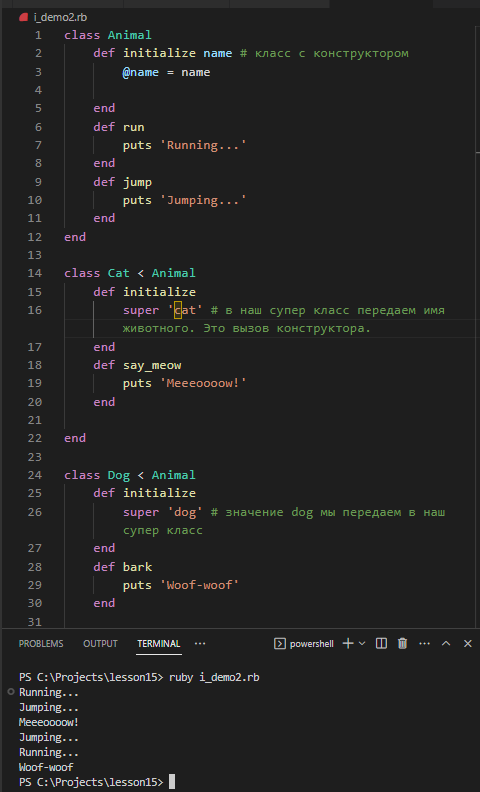 i_demo2.rb
1 class Animal
2 def initialize name # класс с конструктором
3 @name = name
4
5 end
6 def run
7 puts 'Running...'
8 end
9 def jump
10 puts 'Jumping...'
11 end
12 end
13
14 class Cat < Animal
15 def initialize
16 super 'cat' # в наш супер класс передаем имя
животного. Это вызов конструктора.
17 end
18 def say_meow
19 puts 'Meeeoooow!'
20 end
21
22 end
23
24 class Dog < Animal
25 def initialize
26 super 'dog' # значение dog мы передаем в наш
супер класс
27 end
28 def bark
29 puts 'Woof-woof'
30 end
31
PROBLEMS OUTPUT TERMINAL ··· powershell
PS C:\Projects\lesson15> ruby i_demo2.rb
Running...
Jumping...
Meeeoooow!
Jumping...
Running...
Woof-woof
PS C:\Projects\lesson15>